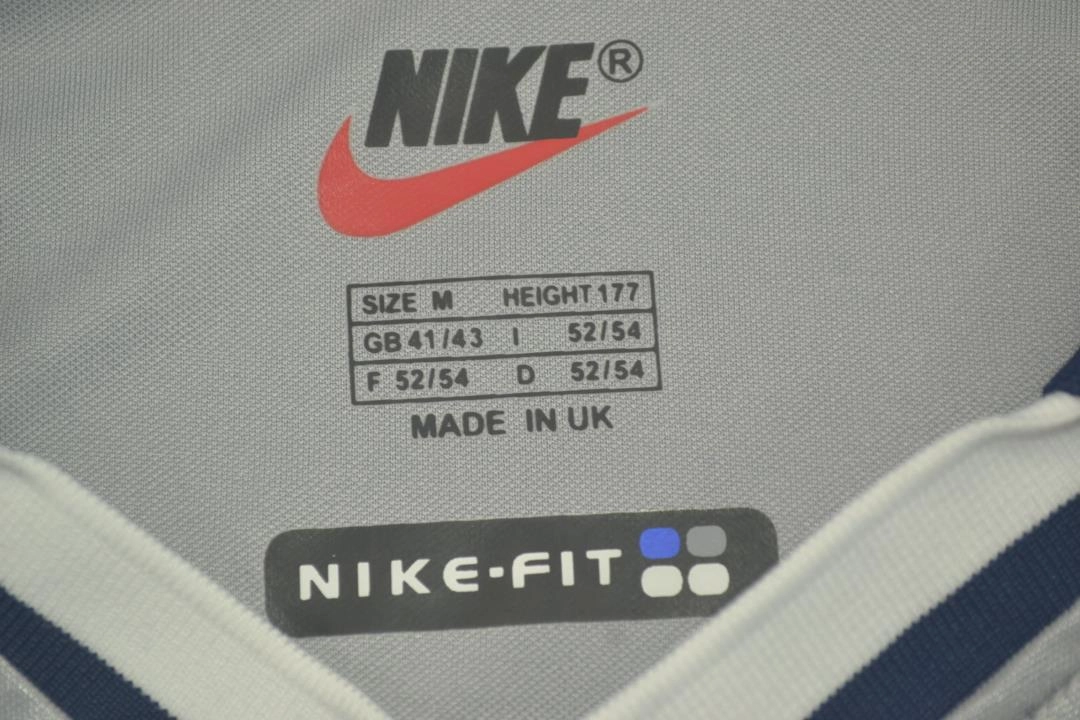 NIKE®
SIZE M HEIGHT 177
GB 41/43 I 52/54
F 52/54 D 52/54
MADE IN UK
NIKE-FIT